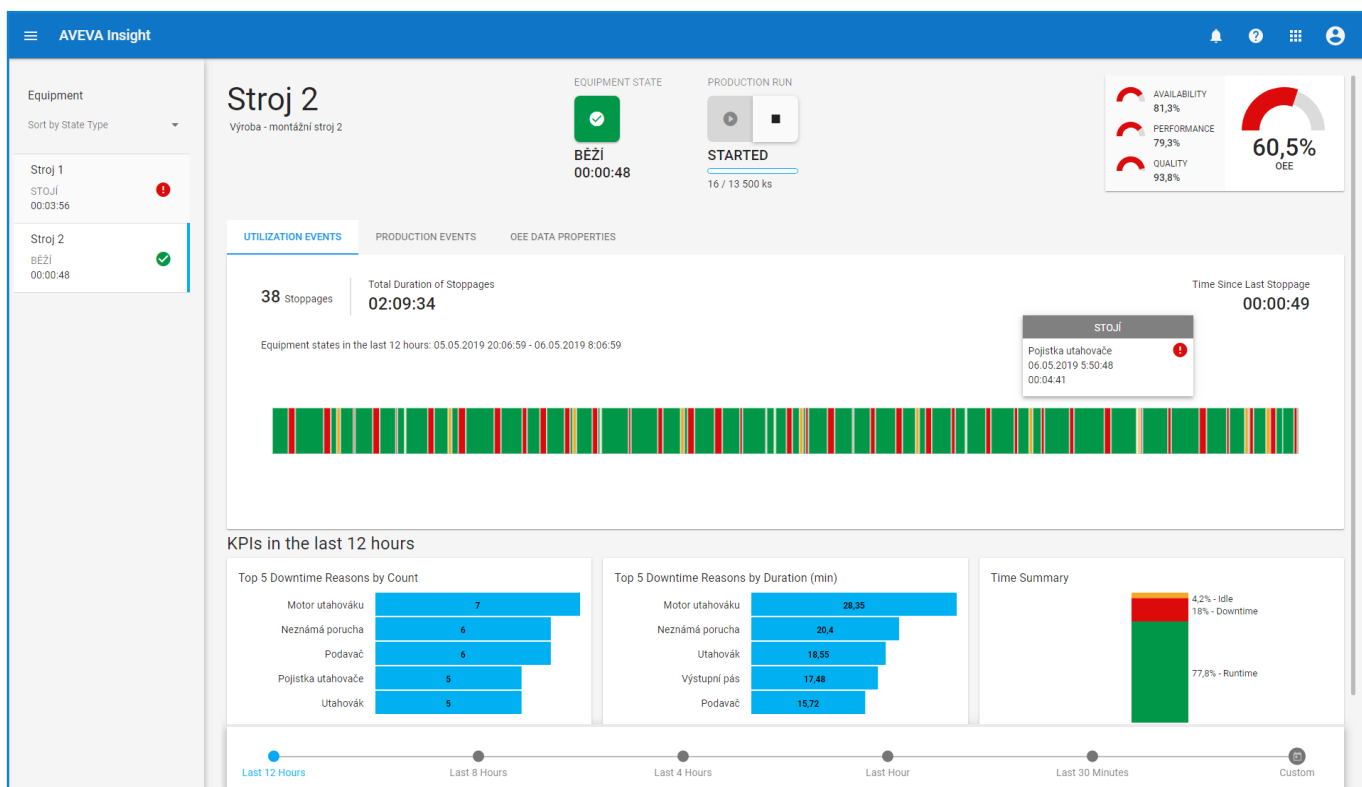 AVEVA Insight
Equipment
Sort by State Type
Stroj 1
STOJÍ
00:03:56
Stroj 2
BĚŽÍ
00:00:48
Stroj 2
Výroba - montážní stroj 2
EQUIPMENT STATE
BĚŽÍ
00:00:48
PRODUCTION RUN
STARTED
16 / 13 500 ks
AVAILABILITY
81,3%
PERFORMANCE
79,3%
QUALITY
93,8%
60,5%
OEE
UTILIZATION EVENTS
PRODUCTION EVENTS
OEE DATA PROPERTIES
38 Stoppages
Total Duration of Stoppages
02:09:34
Time Since Last Stoppage
00:00:49
Equipment states in the last 12 hours: 05.05.2019 20:06:59 - 06.05.2019 8:06:59
STOJÍ
Pojistka utahovače
06.05.2019 5:50:48
00:04:41
KPIs in the last 12 hours
Top 5 Downtime Reasons by Count
Motor utahováku 7
Neznámá porucha 6
Podavač 6
Pojistka utahovače 5
Utahovák 5
Top 5 Downtime Reasons by Duration (min)
Motor utahováku 28,35
Neznámá porucha 20,4
Utahovák 18,55
Výstupní pás 17,48
Podavač 15,72
Time Summary
4,2% - Idle
18% - Downtime
77,8% - Runtime
Last 12 Hours
Last 8 Hours
Last 4 Hours
Last Hour
Last 30 Minutes
Custom